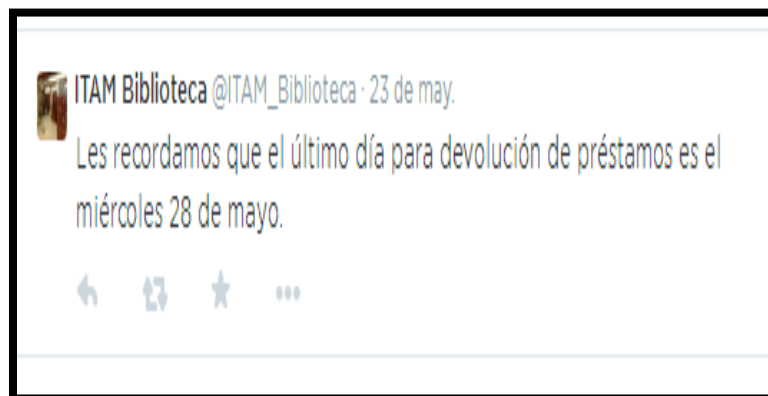 ITAM Biblioteca @ITAM_Biblioteca · 23 de may.
Les recordamos que el último día para devolución de préstamos es el
miércoles 28 de mayo.